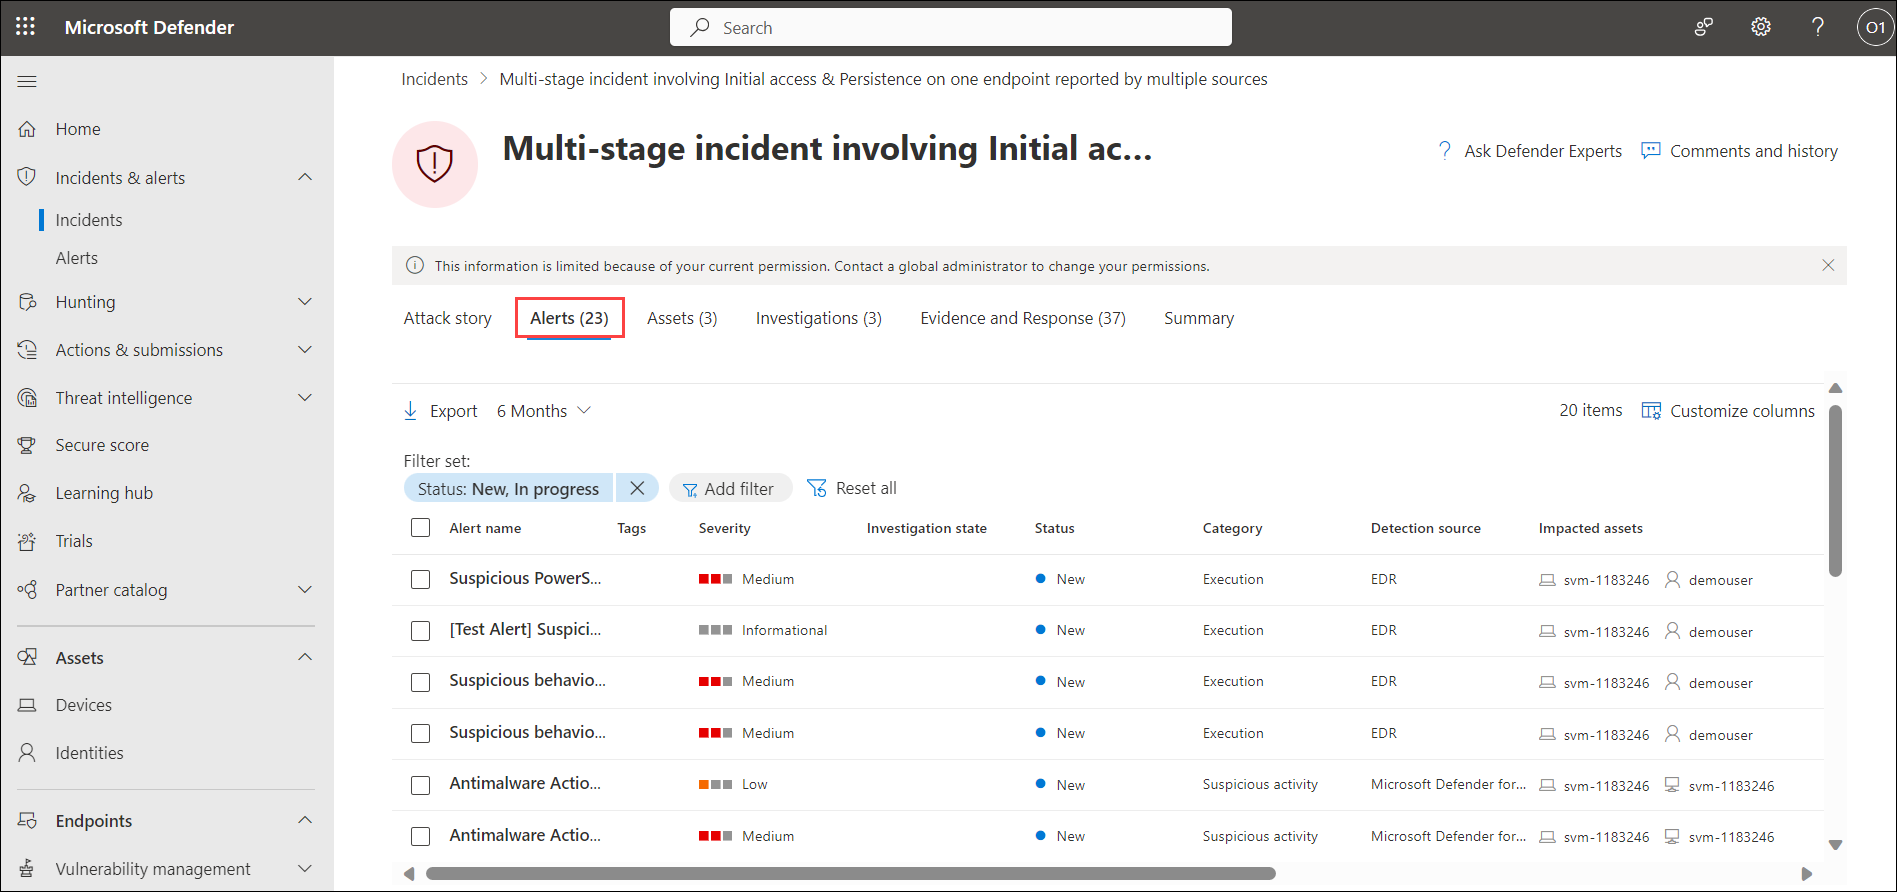 Microsoft Defender
Search
O1
Incidents > Multi-stage incident involving Initial access & Persistence on one endpoint reported by multiple sources
Home
Incidents & alerts
Incidents
Alerts
Hunting
Actions & submissions
Threat intelligence
Secure score
Learning hub
Trials
Partner catalog
Assets
Devices
Identities
Endpoints
Vulnerability management
Multi-stage incident involving Initial ac...
? Ask Defender Experts
Comments and history
This information is limited because of your current permission. Contact a global administrator to change your permissions.
Attack story Alerts (23) Assets (3) Investigations (3) Evidence and Response (37) Summary
Export 6 Months 20 items Customize columns
Filter set:
Status: New, In progress Add filter Reset all
Alert name Tags Severity Investigation state Status Category Detection source Impacted assets
Suspicious PowerS... Medium New Execution EDR svm-1183246 demouser
[Test Alert] Suspici... Informational New Execution EDR svm-1183246 demouser
Suspicious behavio... Medium New Execution EDR svm-1183246 demouser
Suspicious behavio... Medium New Execution EDR svm-1183246 demouser
Antimalware Actio... Low New Suspicious activity Microsoft Defender for... svm-1183246 svm-1183246
Antimalware Actio... Medium New Suspicious activity Microsoft Defender for... svm-1183246 svm-1183246